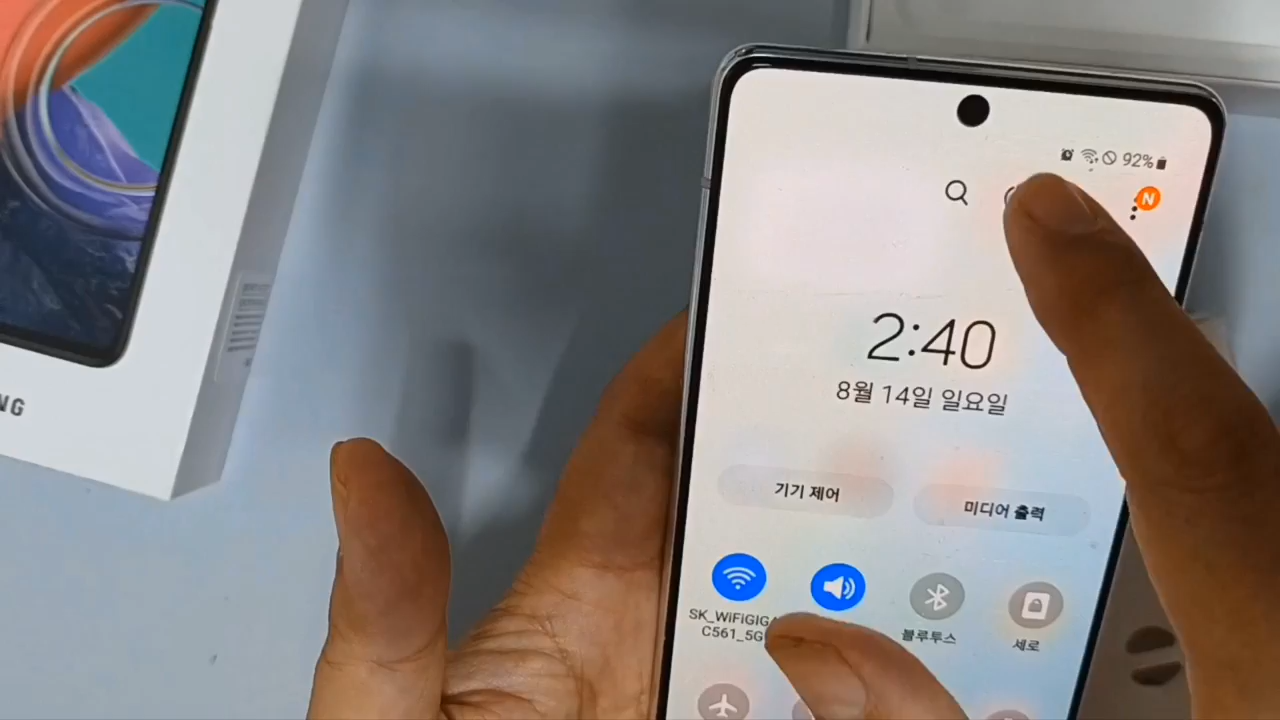 92%
N
2:40
8월 14일 일요일
기기 제어
미디어 출력
SK_WiFiGIGA
C561_5G
블루투스
세로
NG